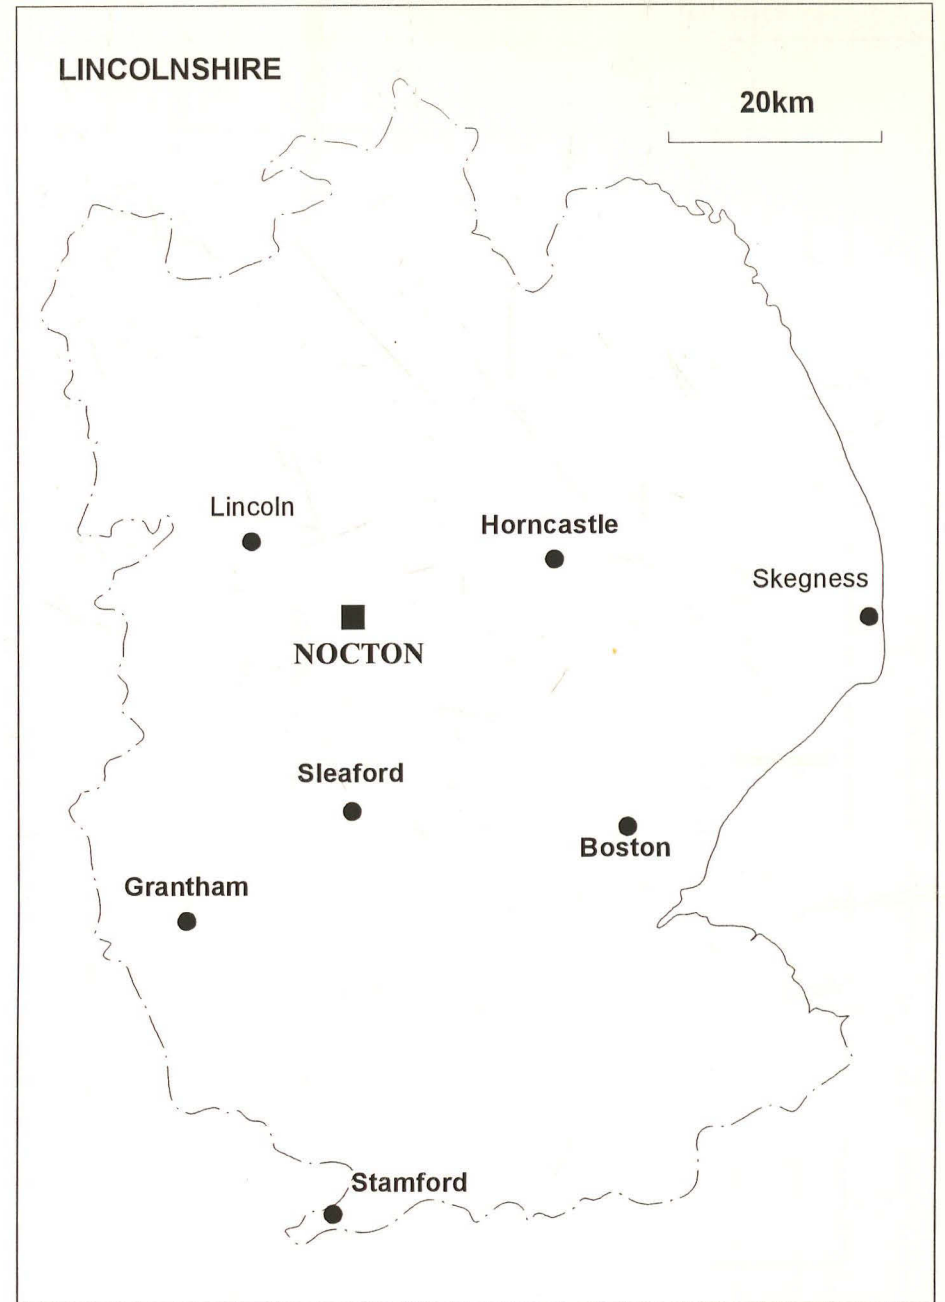 LINCOLNSHIRE
20km
Lincoln
Horncastle
Skegness
NOCTON
Sleaford
Boston
Grantham
Stamford